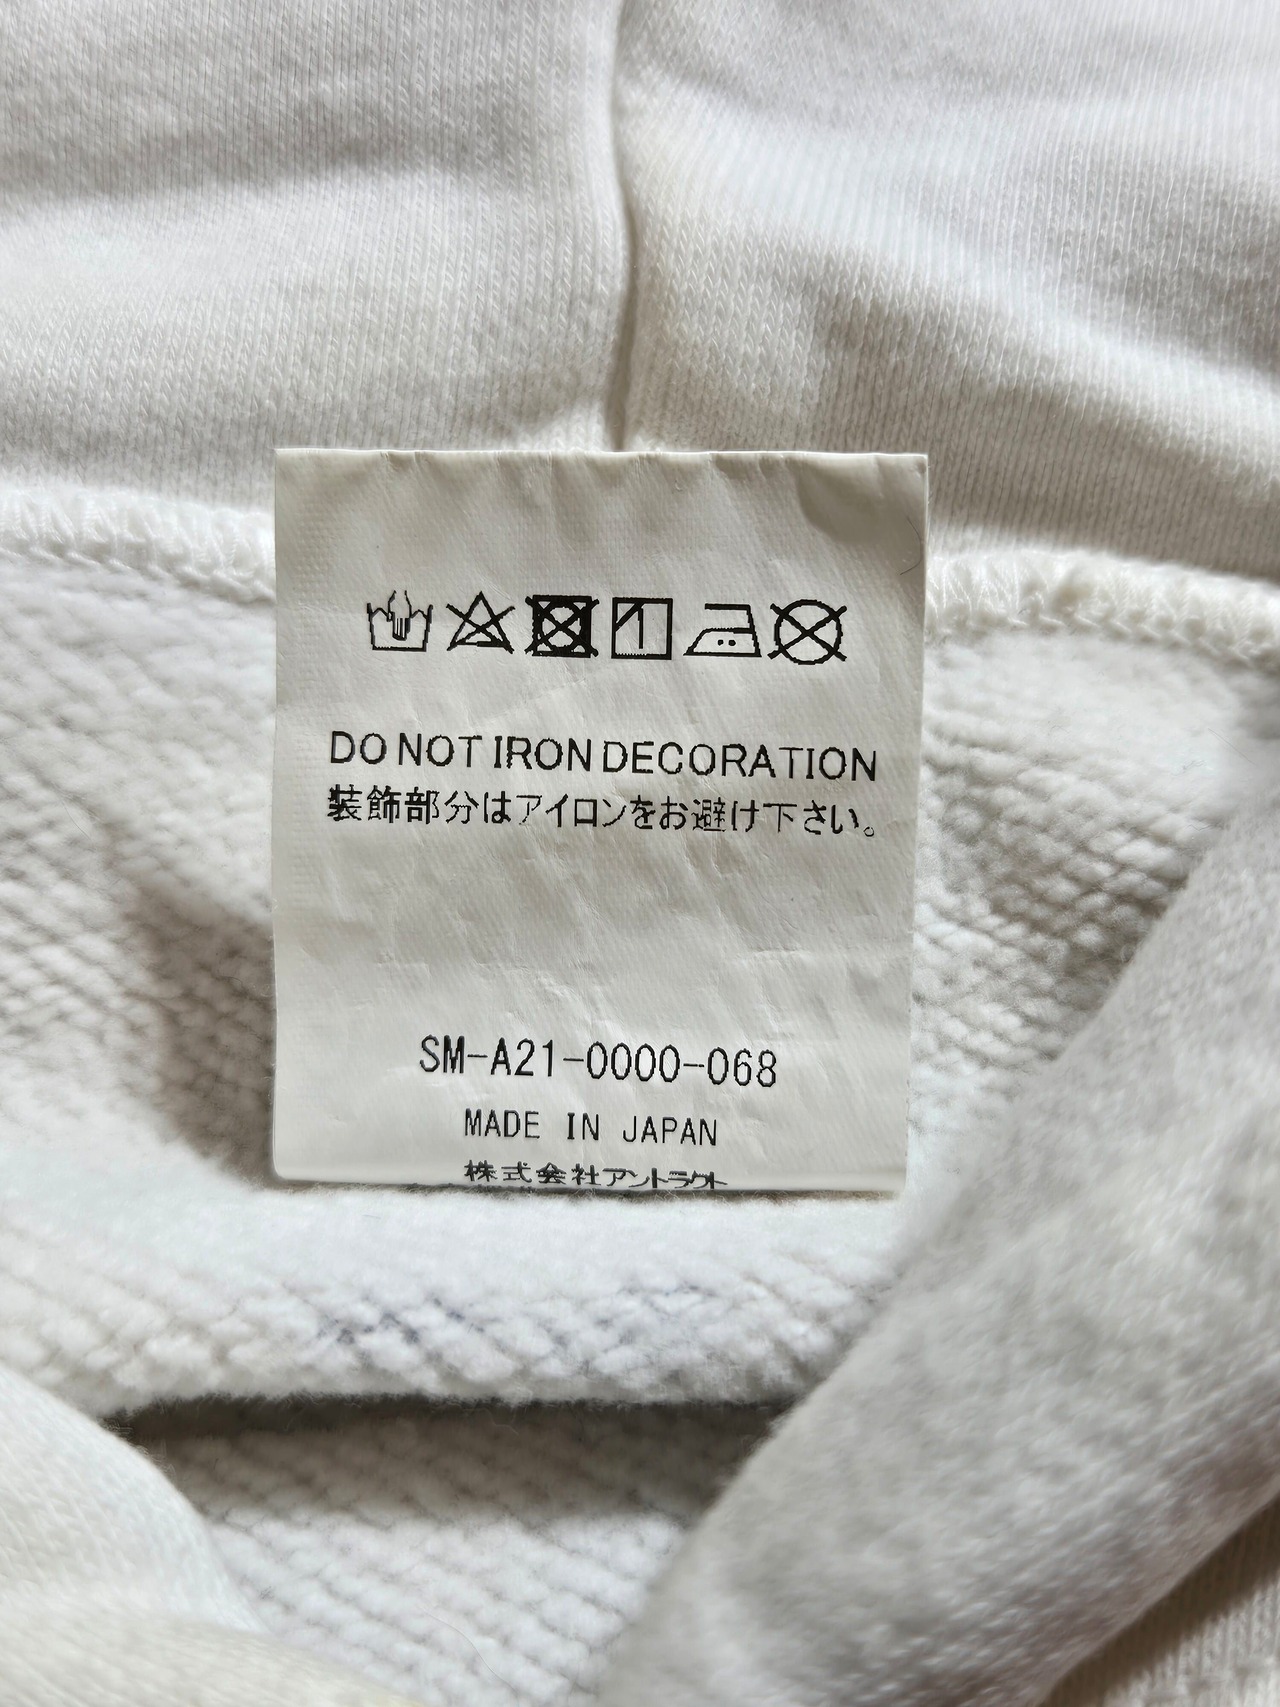 DO NOT IRON DECORATION
装飾部分はアイロンをお避け下さい。
SM-A21-0000-068
MADE IN JAPAN
株式会社アントラクト